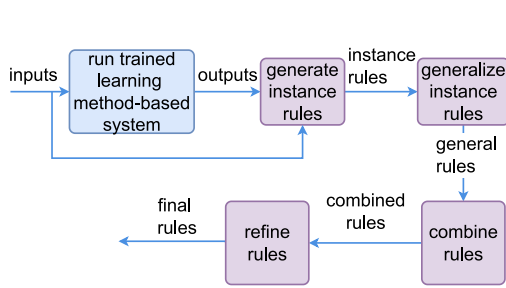 inputs
run trained
learning
method-based
system
outputs
generate
instance
rules
instance
rules
generalize
instance
rules
general
rules
combine
rules
combined
rules
refine
rules
final
rules